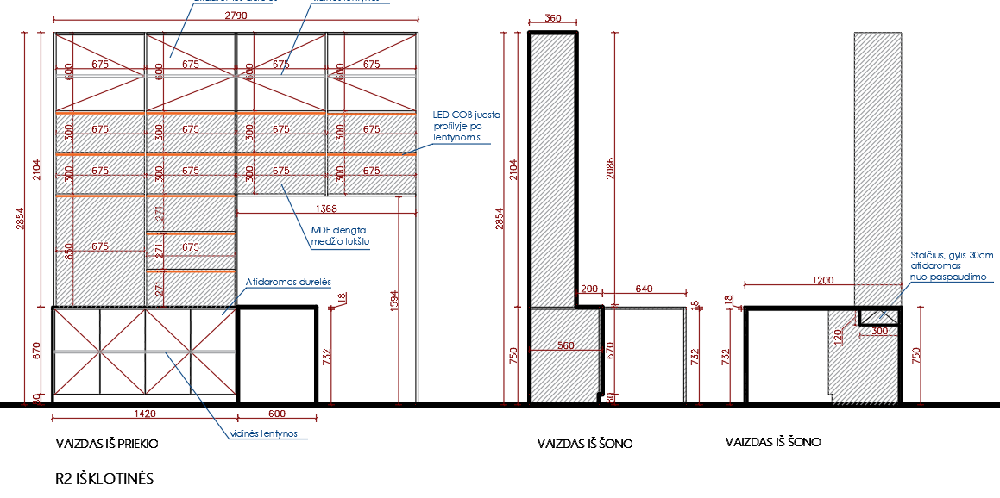 atidaromos durelės
vidinės lentynos
2790
360
600 675 600 675 600 675 600 675
LED COB juosta
profilyje po
lentynomis
300 675 300 675 300 675 300 675
300 675 300 675 300 675 300 675
2104
2854
1368
271
MDF dengta
medžio lukštu
850 675 271 675
271
Atidaromos durelės
18
1594
670
732
80
1420
600
vidinės lentynos
VAIZDAS IŠ PRIEKIO
R2 IŠKLOTINĖS
2104
2854
2086
200
640
18
560
750
670
732
80
VAIZDAS IŠ ŠONO
Stalčius, gylis 30cm
atidaromas
nuo paspaudimo
1200
18
120
300
732
750
VAIZDAS IŠ ŠONO